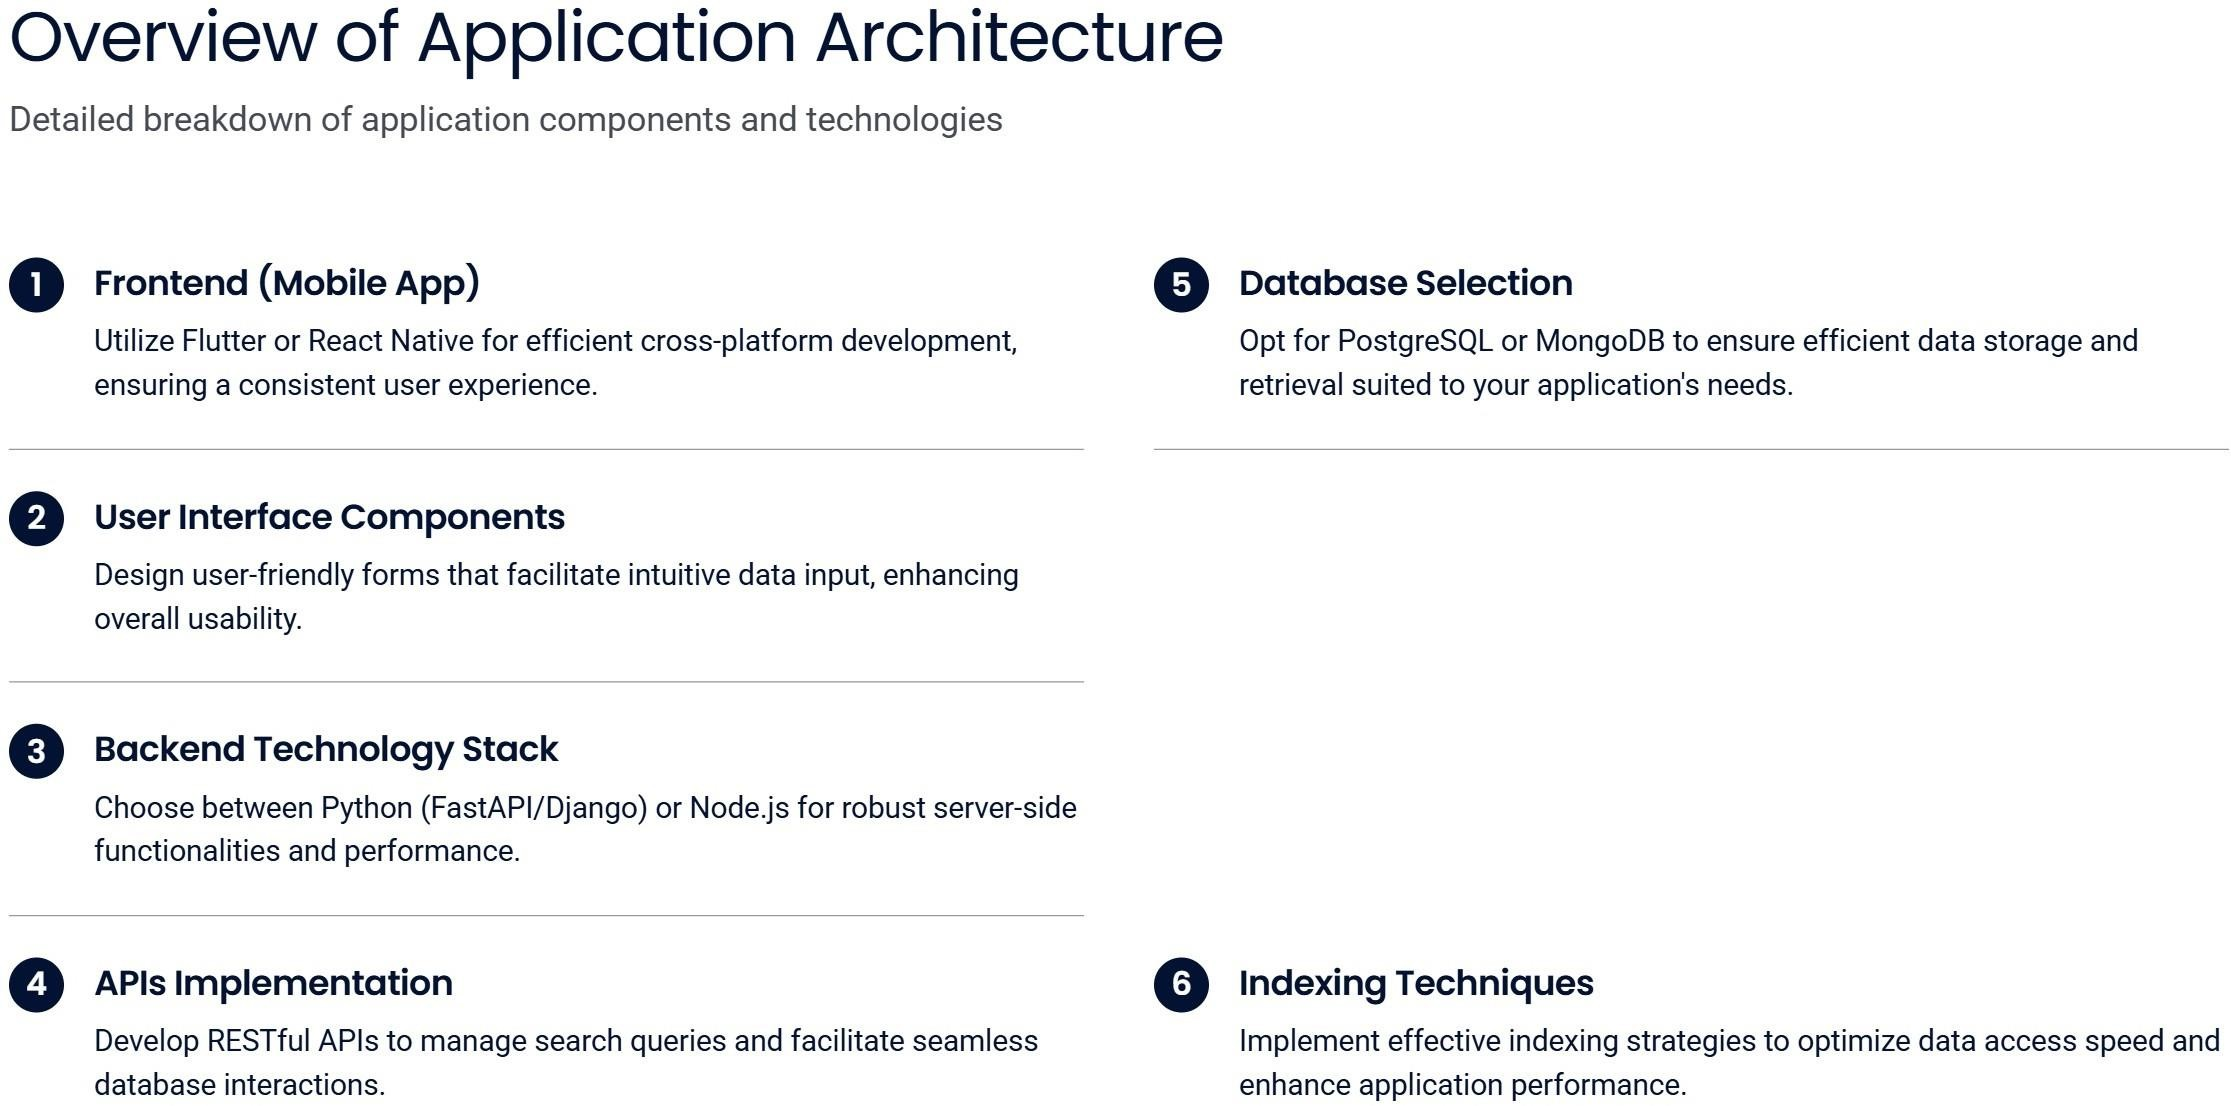 Overview of Application Architecture
Detailed breakdown of application components and technologies
1
Frontend (Mobile App)
Utilize Flutter or React Native for efficient cross-platform development,
ensuring a consistent user experience.
2
User Interface Components
Design user-friendly forms that facilitate intuitive data input, enhancing
overall usability.
3
Backend Technology Stack
Choose between Python (FastAPI/Django) or Node.js for robust server-side
functionalities and performance.
4
APIs Implementation
Develop RESTful APIs to manage search queries and facilitate seamless
database interactions.
5
Database Selection
Opt for PostgreSQL or MongoDB to ensure efficient data storage and
retrieval suited to your application's needs.
6
Indexing Techniques
Implement effective indexing strategies to optimize data access speed and
enhance application performance.